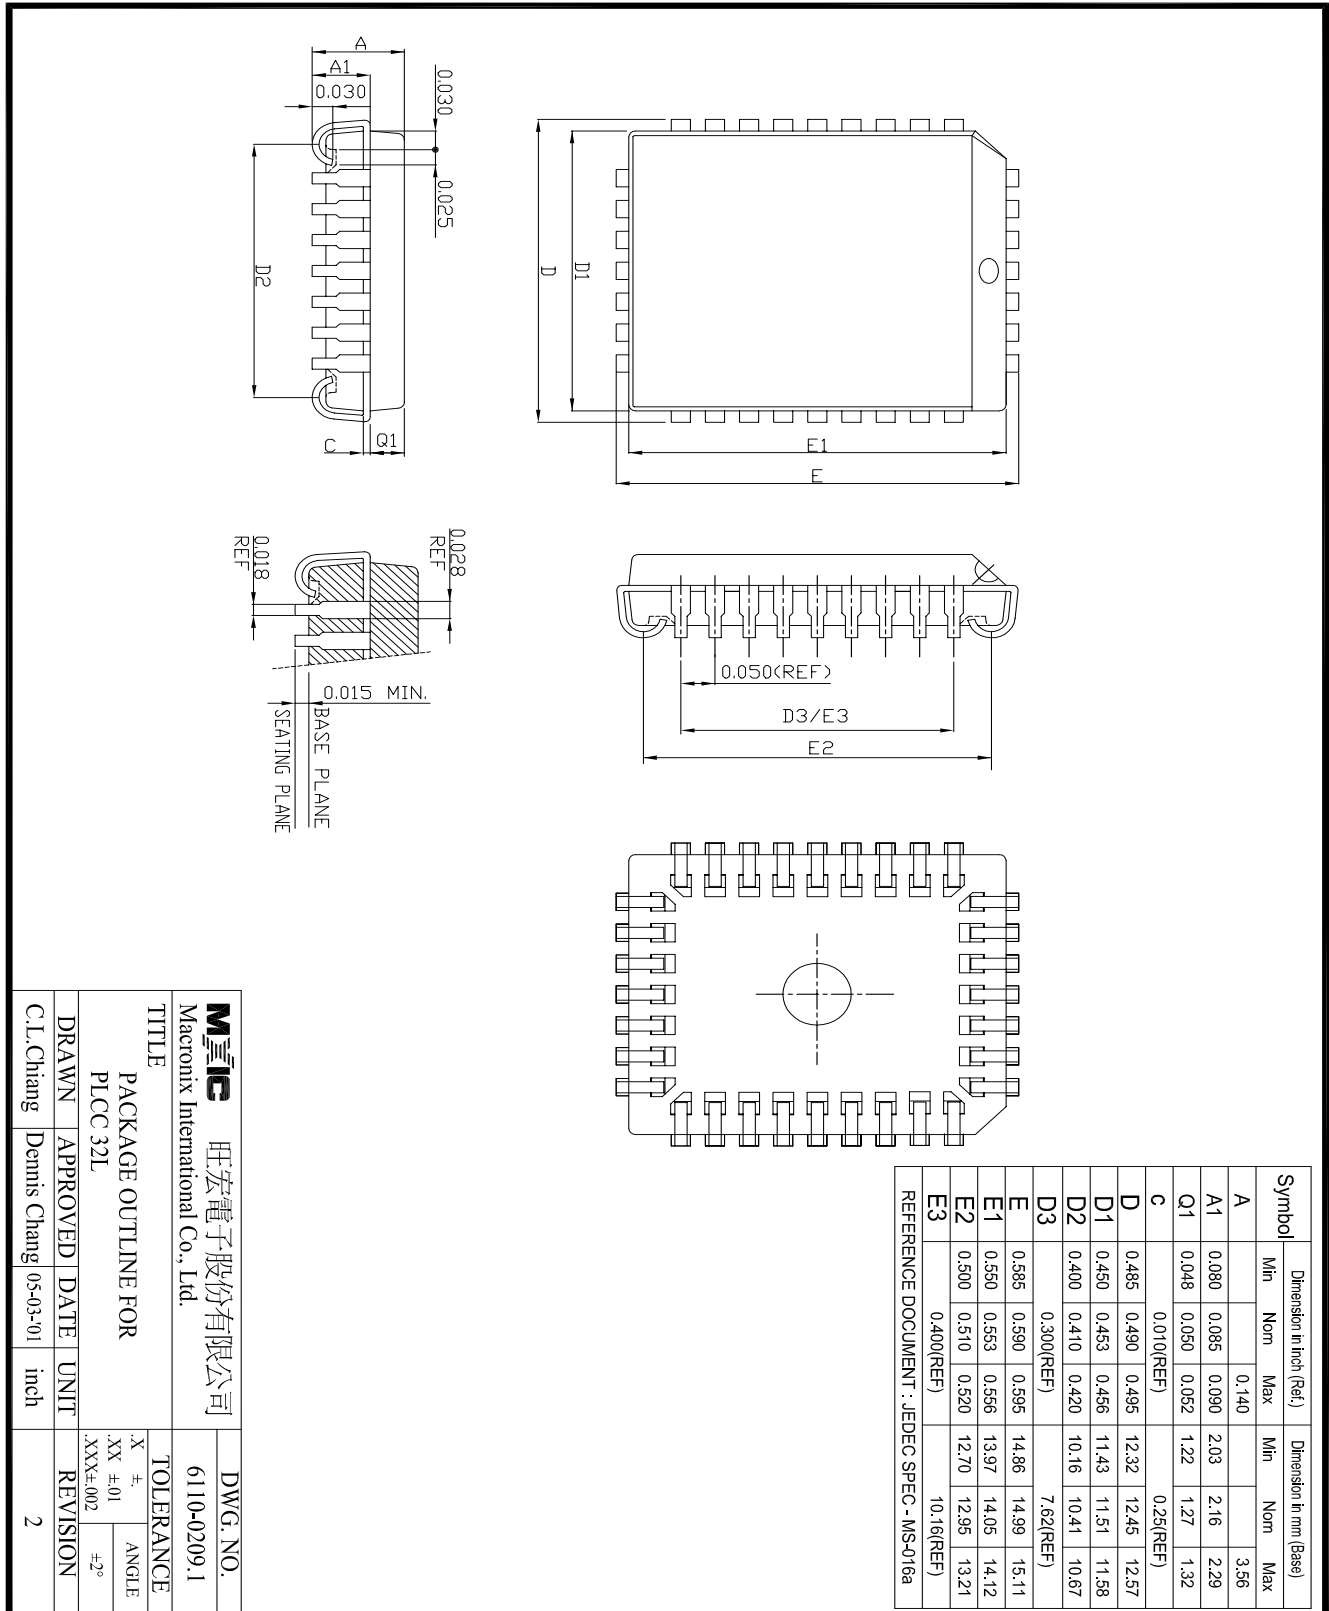 A
A1
0.030
0.030
0.025
D2
C
Q1
D
D1
E1
E
0.018
REF
0.028
REF
0.015 MIN.
BASE PLANE
SEATING PLANE
0.050(REF)
D3/E3
E2
Symbol Dimension in inch (Ref.) Dimension in mm (Base)
Min Nom Max Min Nom Max
A 0.140 3.56
A1 0.080 0.085 0.090 2.03 2.16 2.29
Q1 0.048 0.050 0.052 1.22 1.27 1.32
C 0.010(REF) 0.25(REF)
D 0.485 0.490 0.495 12.32 12.45 12.57
D1 0.450 0.453 0.456 11.43 11.51 11.58
D2 0.400 0.410 0.420 10.16 10.41 10.67
D3 0.300(REF) 7.62(REF)
E 0.585 0.590 0.595 14.86 14.99 15.11
E1 0.550 0.553 0.556 13.97 14.05 14.12
E2 0.500 0.510 0.520 12.70 12.95 13.21
E3 0.400(REF) 10.16(REF)
REFERENCE DOCUMENT : JEDEC SPEC - MS-016a
MXIC 旺宏電子股份有限公司
Macronix International Co., Ltd.
DWG. NO.
6110-0209.1
TITLE
PACKAGE OUTLINE FOR
PLCC 32L
TOLERANCE
.X ±.
.XX ±.01
.XXX±.002
ANGLE
±2°
DRAWN APPROVED DATE UNIT REVISION
C.L.Chiang Dennis Chang 05-03-'01 inch 2